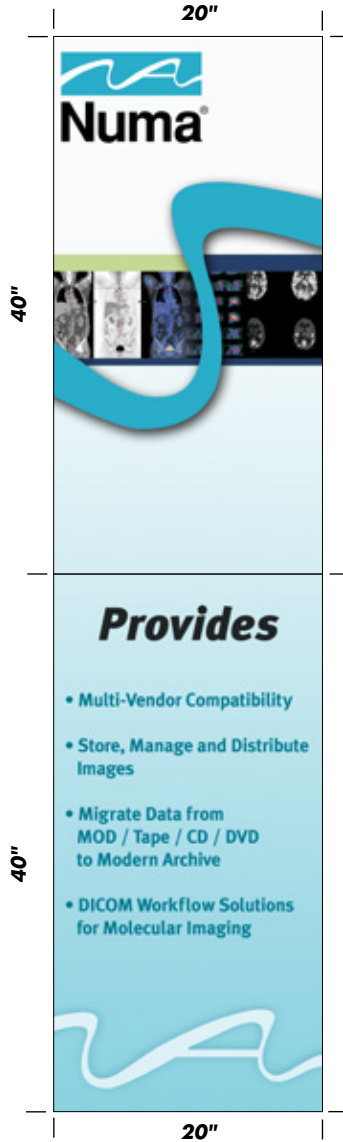 20"
Numa®
40"
Provides
• Multi-Vendor Compatibility
• Store, Manage and Distribute
Images
• Migrate Data from
MOD / Tape / CD / DVD
to Modern Archive
• DICOM Workflow Solutions
for Molecular Imaging
40"
20"